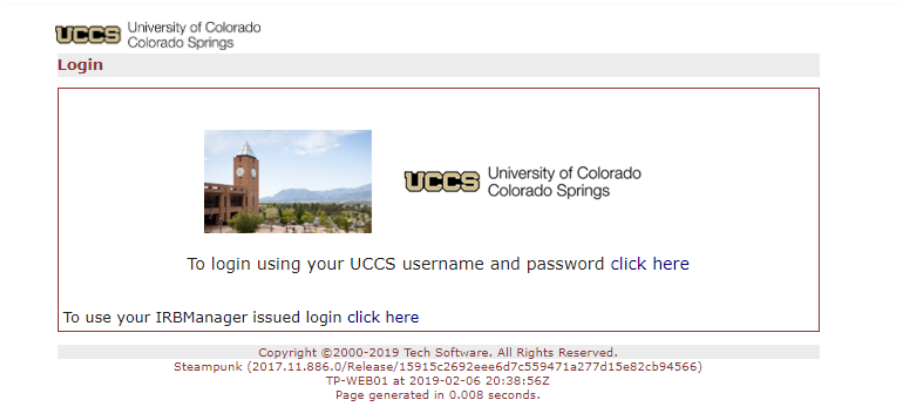 UCCS University of Colorado
Colorado Springs
Login
UCCS University of Colorado
Colorado Springs
To login using your UCCS username and password click here
To use your IRBManager issued login click here
Copyright ©2000-2019 Tech Software. All Rights Reserved.
Steampunk (2017.11.886.0/Release/15915c2692eee6d7c559471a277d15e82cb94566)
TP-WEB01 at 2019-02-06 20:38:56Z
Page generated in 0.008 seconds.